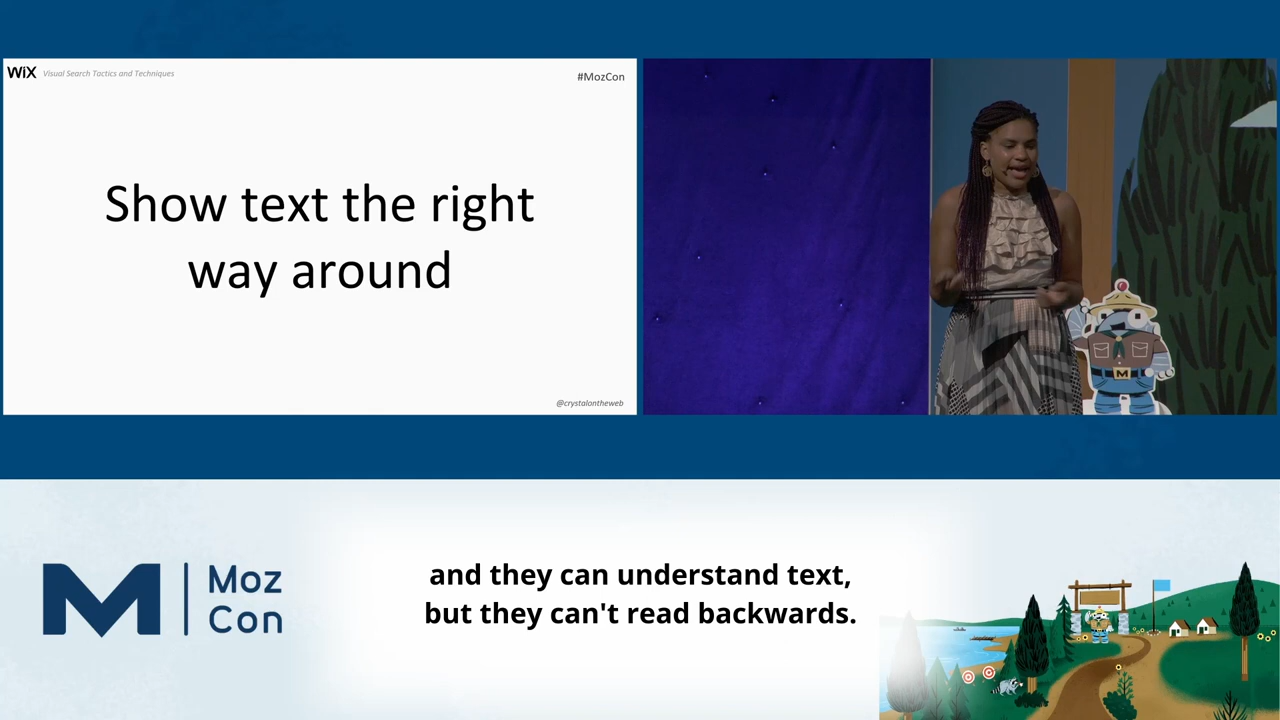 WiX Visual Search Tactics and Techniques
#MozCon
Show text the right
way around
@crystalontheweb
M
Moz
Con
and they can understand text,
but they can't read backwards.